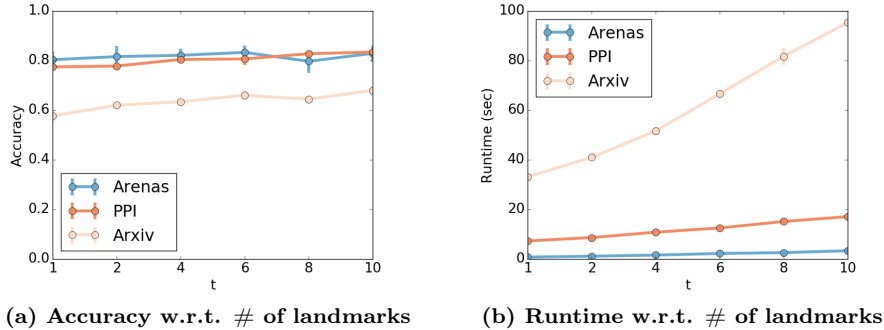 1.0
0.8
0.6
0.4
0.2
0.0
Accuracy
Arenas
PPI
Arxiv
1 2 4 6 8 10
t
(a) Accuracy w.r.t. # of landmarks
100
80
60
40
20
0
Runtime (sec)
Arenas
PPI
Arxiv
1 2 4 6 8 10
t
(b) Runtime w.r.t. # of landmarks